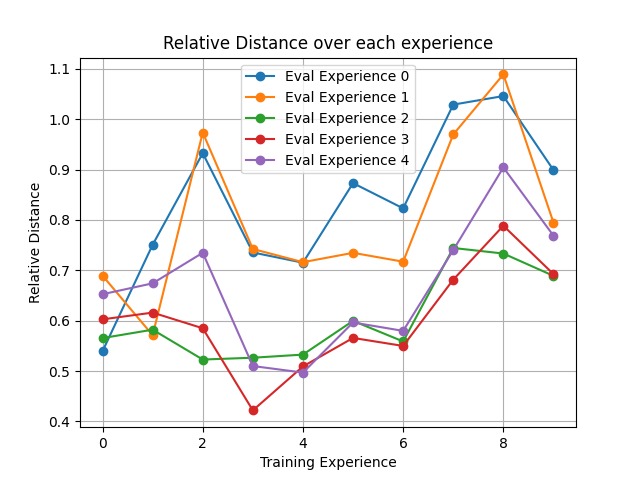 Relative Distance over each experience
1.1
1.0
0.9
0.8
0.7
0.6
0.5
0.4
Relative Distance
Eval Experience 0
Eval Experience 1
Eval Experience 2
Eval Experience 3
Eval Experience 4
0 2 4 6 8
Training Experience